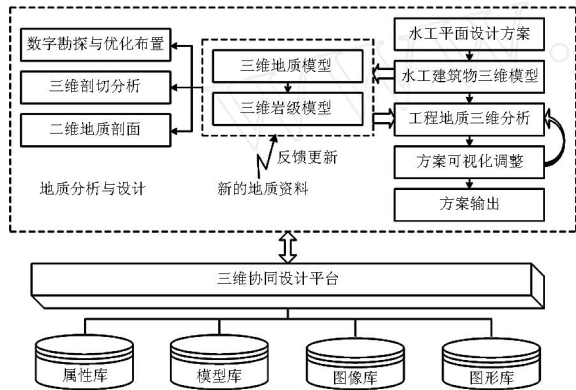 数字勘探与优化布置
三维剖切分析
二维地质剖面
地质分析与设计
三维地质模型
三维岩级模型
反馈更新
新的地质资料
水工平面设计方案
水工建筑物三维模型
工程地质三维分析
方案可视化调整
方案输出
三维协同设计平台
属性库
模型库
图像库
图形库